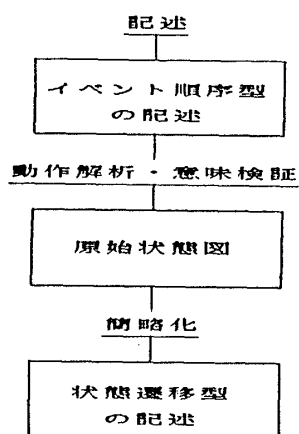 記述
イベント順序型
の記述
動作解析・意味検証
原始状態図
簡略化
状態遷移型
の記述